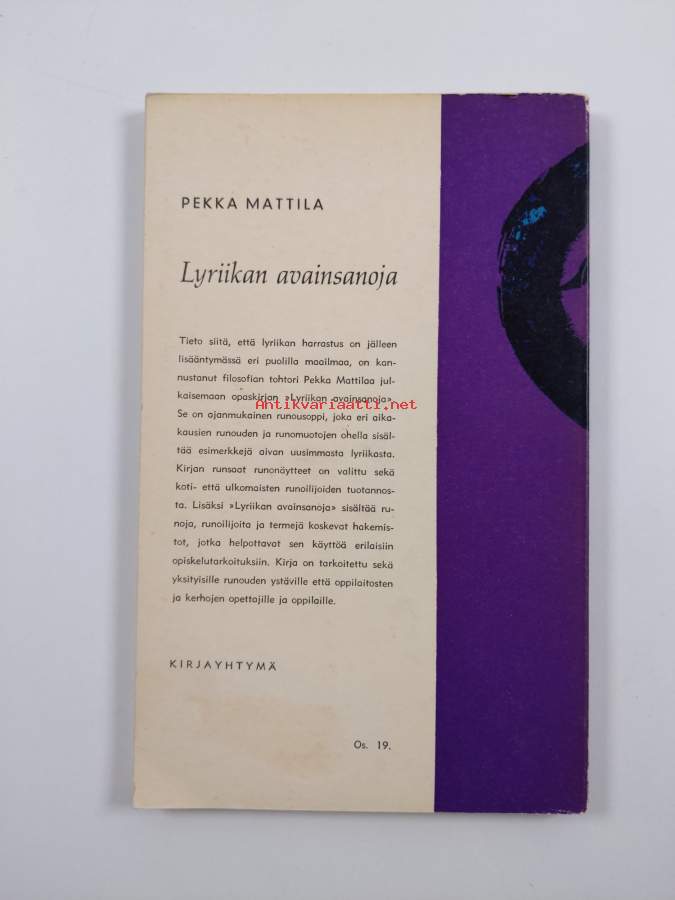 PEKKA MATTILA
Lyriikan avainsanoja
Tieto siitä, että lyriikan harrastus on jälleen
lisääntymässä eri puolilla maailmaa, on kan-
nustanut filosofian tohtori Pekka Mattilaa jul-
kaisemaan opaskirjan »Lyriikan avainsanoja».
Antikvariaatti.net
Se on ajanmukainen runousoppi, joka eri aika-
kausien runouden ja runomuotojen ohella sisäl-
tää esimerkkejä aivan uusimmasta lyriikasta.
Kirjan runsaat runonäytteet on valittu sekä
koti- että ulkomaisten runoilijoiden tuotannos-
ta. Lisäksi »Lyriikan avainsanoja» sisältää ru-
noja, runoilijoita ja termejä koskevat hakemis-
tot, jotka helpottavat sen käyttöä erilaisiin
opiskelutarkoituksiin. Kirja on tarkoitettu sekä
yksityisille runouden ystäville että oppilaitosten
ja kerhojen opettajille ja oppilaille.
KIRJAYHTYMÄ
Os. 19.